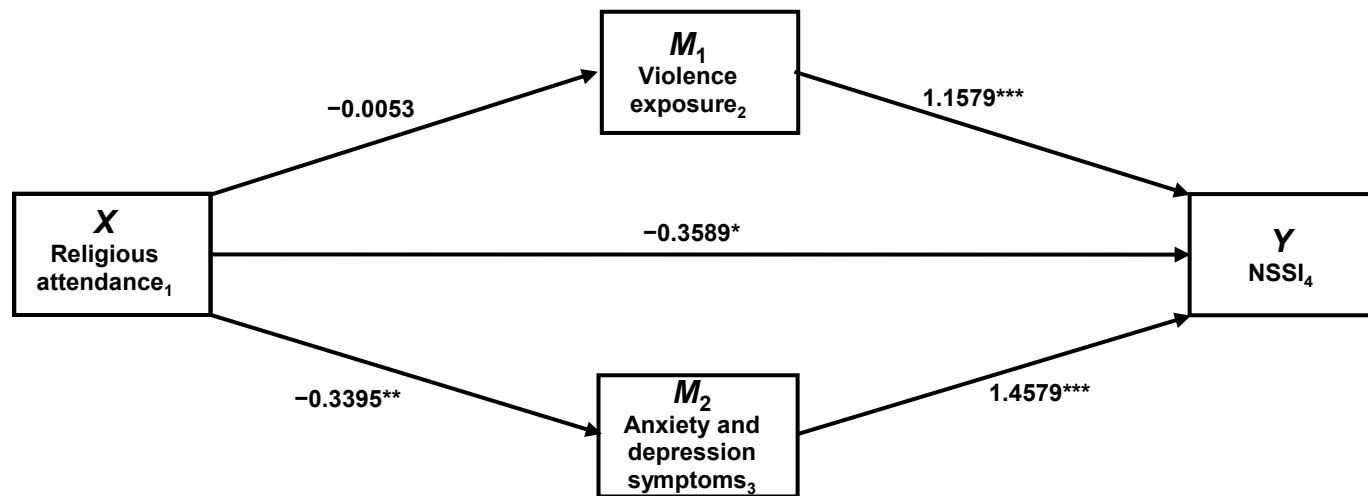 M₁
Violence
exposure₂
−0.0053
1.1579***
X
Religious
attendance₁
−0.3589*
Y
NSSI₄
−0.3395**
M₂
Anxiety and
depression
symptoms₃
1.4579***